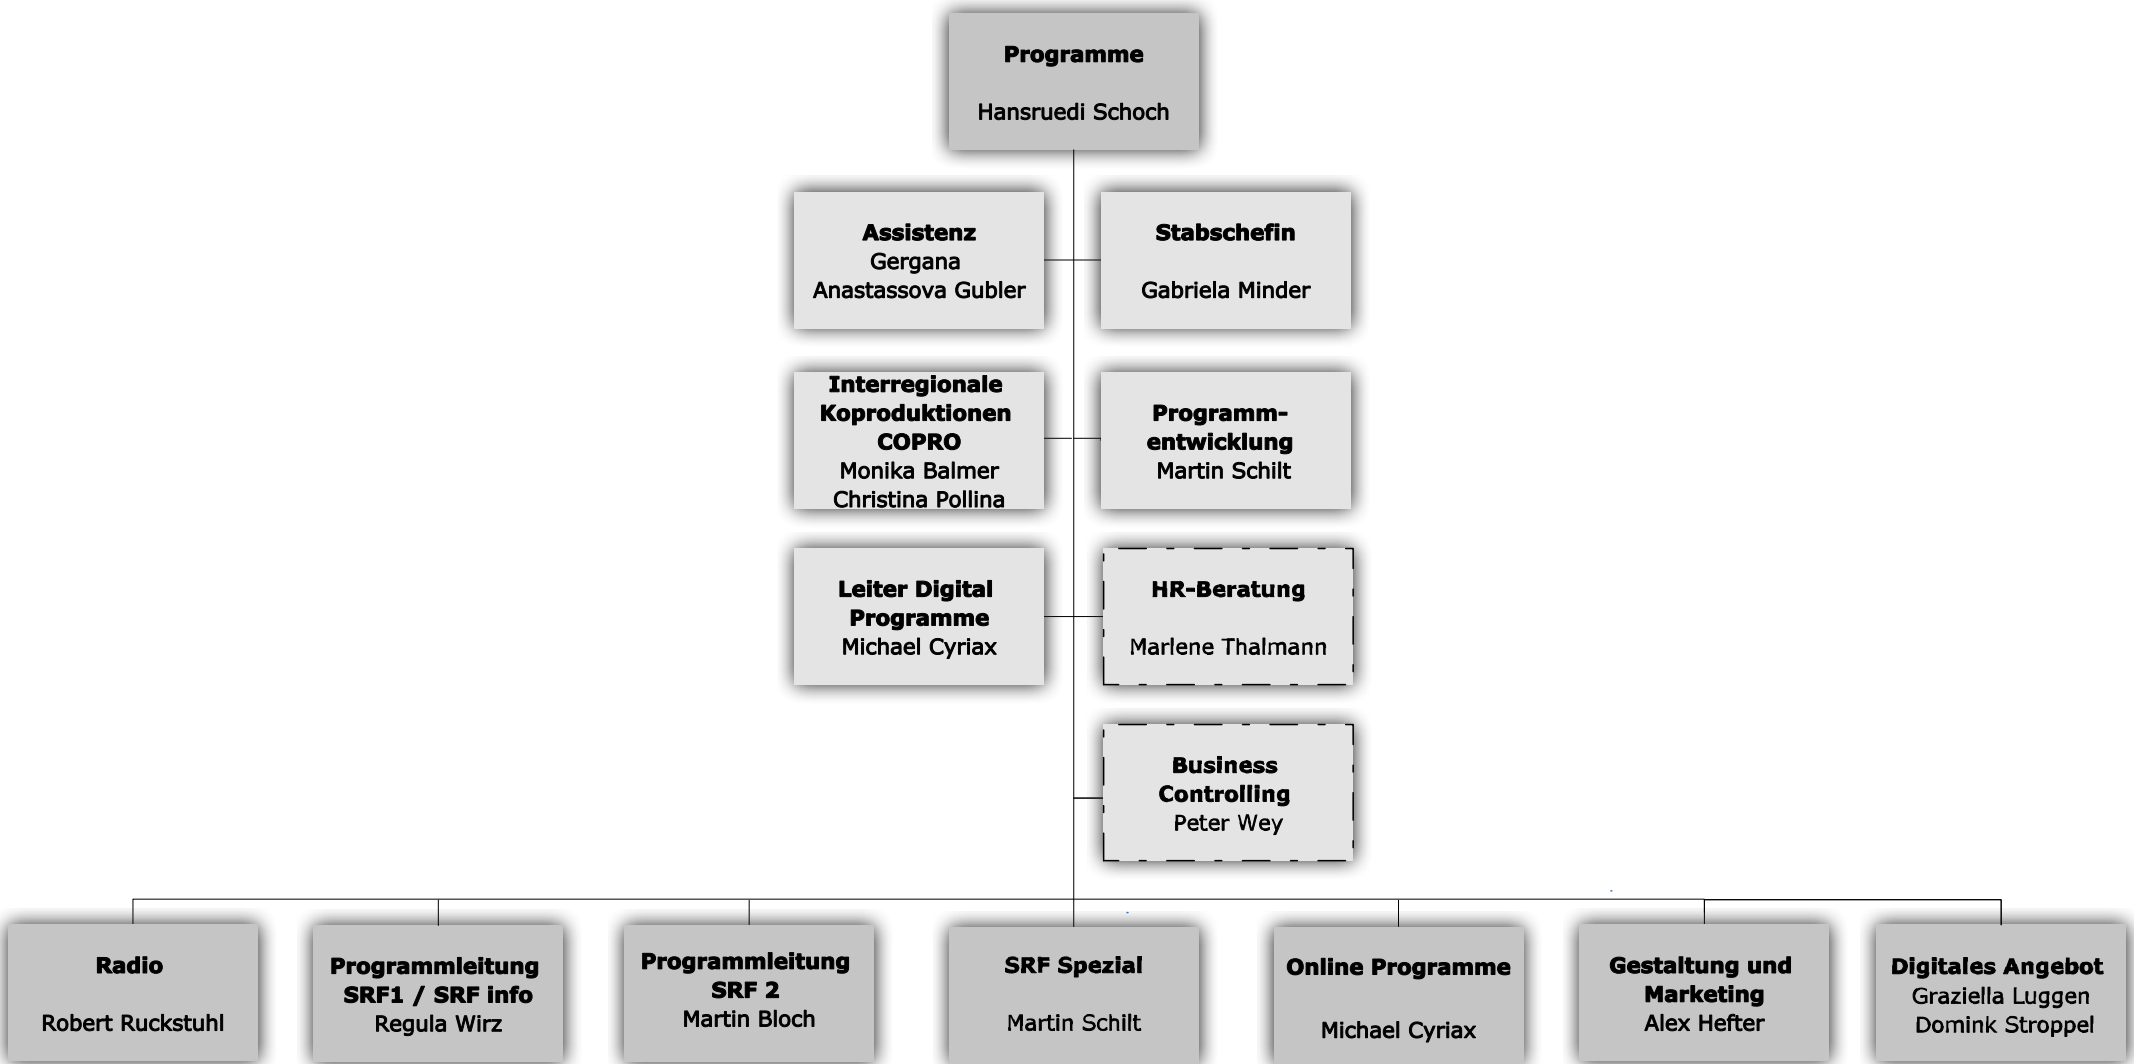 Programme
Hansruedi Schoch
Assistenz
Gergana
Anastassova Gubler
Stabschefin
Gabriela Minder
Interregionale
Koproduktionen
COPRO
Monika Balmer
Christina Pollina
Programm-
entwicklung
Martin Schilt
Leiter Digital
Programme
Michael Cyriax
HR-Beratung
Marlene Thalmann
Business
Controlling
Peter Wey
Radio
Robert Ruckstuhl
Programmleitung
SRF1 / SRF info
Regula Wirz
Programmleitung
SRF 2
Martin Bloch
SRF Spezial
Martin Schilt
Online Programme
Michael Cyriax
Gestaltung und
Marketing
Alex Hefter
Digitales Angebot
Graziella Luggen
Domink Stroppel